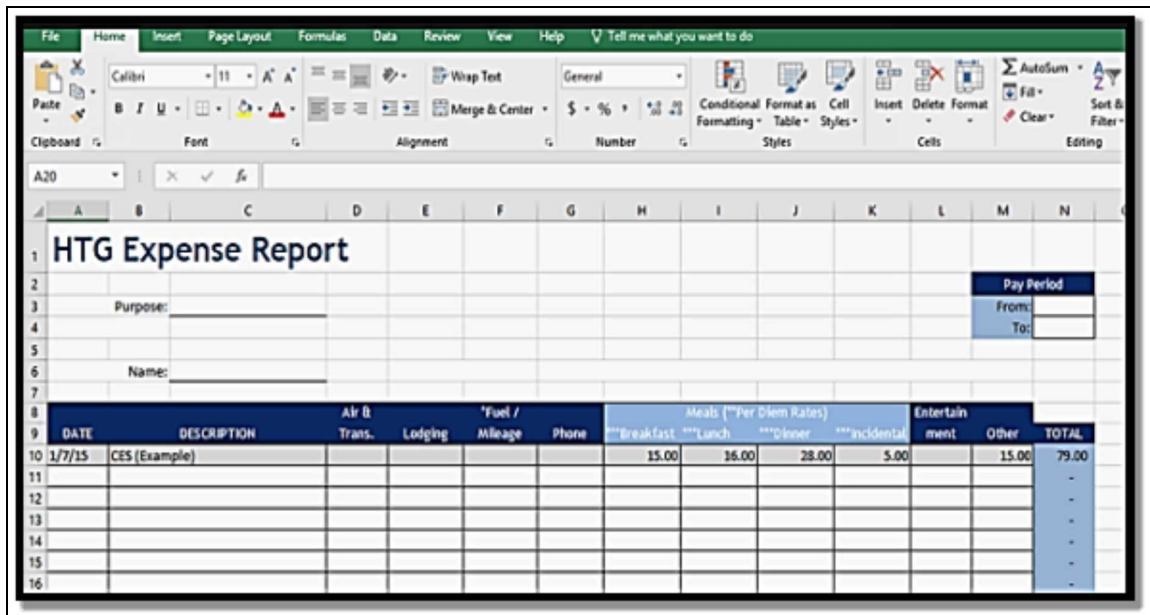 File Home Insert Page Layout Formulas Data Review View Help Tell me what you want to do
Calibri 11 A A Wrap Text General AutoSum
Paste B I U A Merge & Center $ % , Conditional Formatting Format as Table Cell Styles Insert Delete Format Fill Clear Sort & Filter
Clipboard Font Alignment Number Styles Cells Editing
A20 fx
A B C D E F G H I J K L M N
1 HTG Expense Report
2 Pay Period
3 Purpose: From:
4 To:
5
6 Name:
7
8 Air & *Fuel / Meals (**Per Diem Rates) Entertain
9 DATE DESCRIPTION Trans. Lodging Mileage Phone ***Breakfast ***Lunch ***Dinner ***Incidental ment Other TOTAL
10 1/7/15 CES (Example) 15.00 16.00 28.00 5.00 15.00 79.00
11 -
12 -
13 -
14 -
15 -
16 -